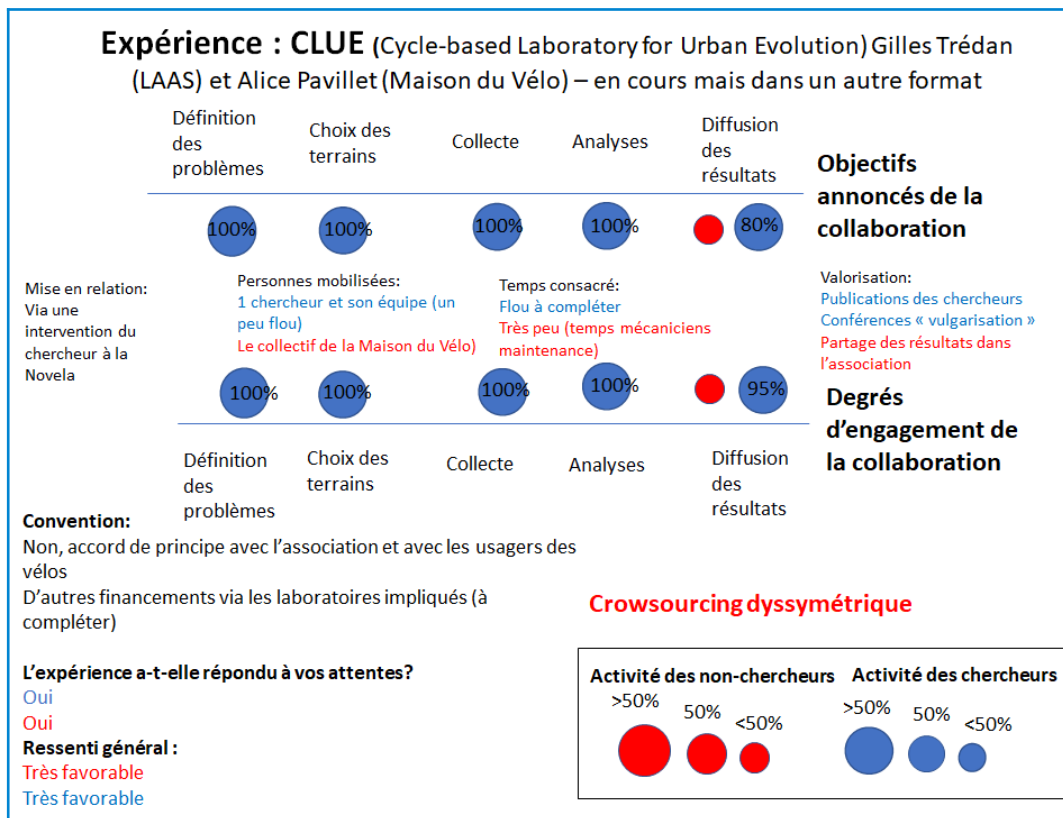 Expérience : CLUE (Cycle-based Laboratory for Urban Evolution) Gilles Trédan
(LAAS) et Alice Pavillet (Maison du Vélo) – en cours mais dans un autre format
Définition
des
problèmes
Choix des
terrains
Collecte
Analyses
Diffusion
des
résultats
Objectifs
annoncés de la
collaboration
100%
100%
100%
100%
80%
Mise en relation:
Via une
intervention du
chercheur à la
Novela
Personnes mobilisées:
1 chercheur et son équipe (un
peu flou)
Le collectif de la Maison du Vélo)
Temps consacré:
Flou à compléter
Très peu (temps mécaniciens
maintenance)
Valorisation:
Publications des chercheurs
Conférences « vulgarisation »
Partage des résultats dans
l'association
100%
100%
100%
100%
95%
Degrés
d'engagement de
la collaboration
Définition
des
problèmes
Choix des
terrains
Collecte
Analyses
Diffusion
des
résultats
Convention:
Non, accord de principe avec l'association et avec les usagers des
vélos
D'autres financements via les laboratoires impliqués (à
compléter)
Crowsourcing dyssymétrique
L'expérience a-t-elle répondu à vos attentes?
Oui
Oui
Ressenti général :
Très favorable
Très favorable
Activité des non-chercheurs
>50%
50%
<50%
Activité des chercheurs
>50%
50%
<50%